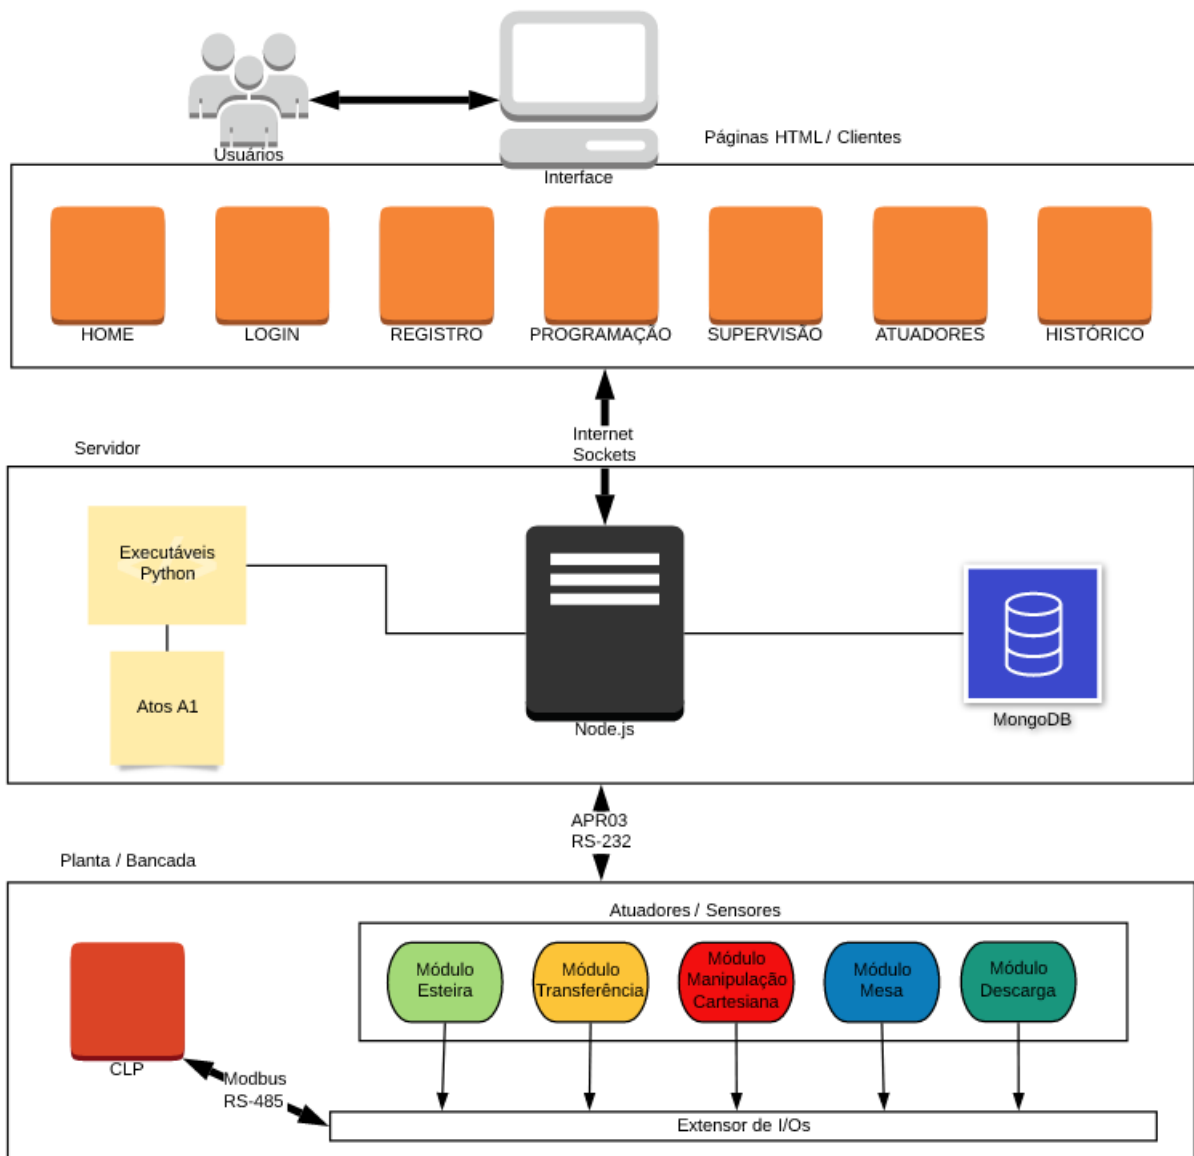 Usuários
Interface
Páginas HTML / Clientes
HOME
LOGIN
REGISTRO
PROGRAMAÇÃO
SUPERVISÃO
ATUADORES
HISTÓRICO
Internet
Sockets
Servidor
Executáveis
Python
Atos A1
Node.js
MongoDB
APR03
RS-232
Planta / Bancada
Atuadores / Sensores
Módulo
Esteira
Módulo
Transferência
Módulo
Manipulação
Cartesiana
Módulo
Mesa
Módulo
Descarga
CLP
Modbus
RS-485
Extensor de I/Os